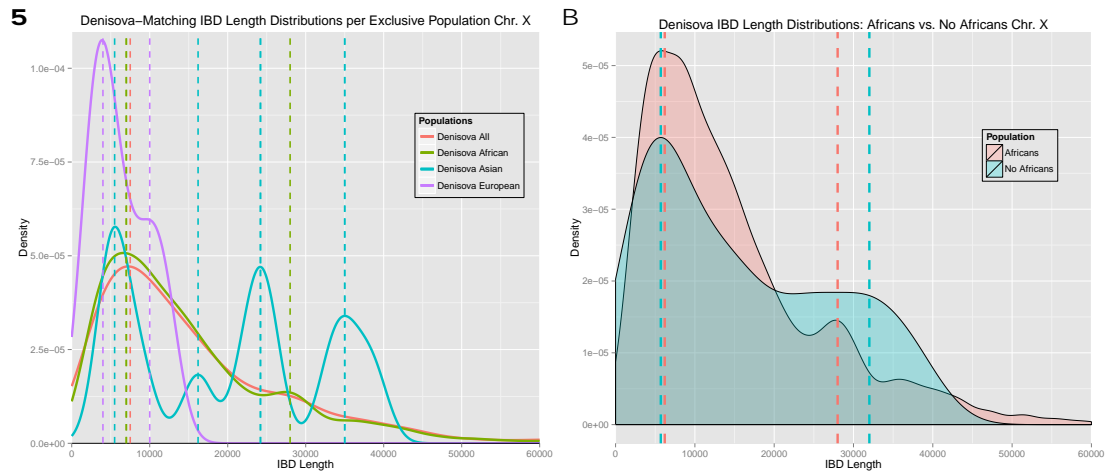 5
Denisova−Matching IBD Length Distributions per Exclusive Population Chr. X
1.0e−04
7.5e−05
5.0e−05
2.5e−05
0.0e+00
Density
0
10000
20000
30000
40000
50000
60000
IBD Length
Populations
Denisova All
Denisova African
Denisova Asian
Denisova European
B
Denisova IBD Length Distributions: Africans vs. No Africans Chr. X
5e−05
4e−05
3e−05
2e−05
1e−05
0e+00
Density
0
10000
20000
30000
40000
50000
60000
IBD Length
Population
Africans
No Africans